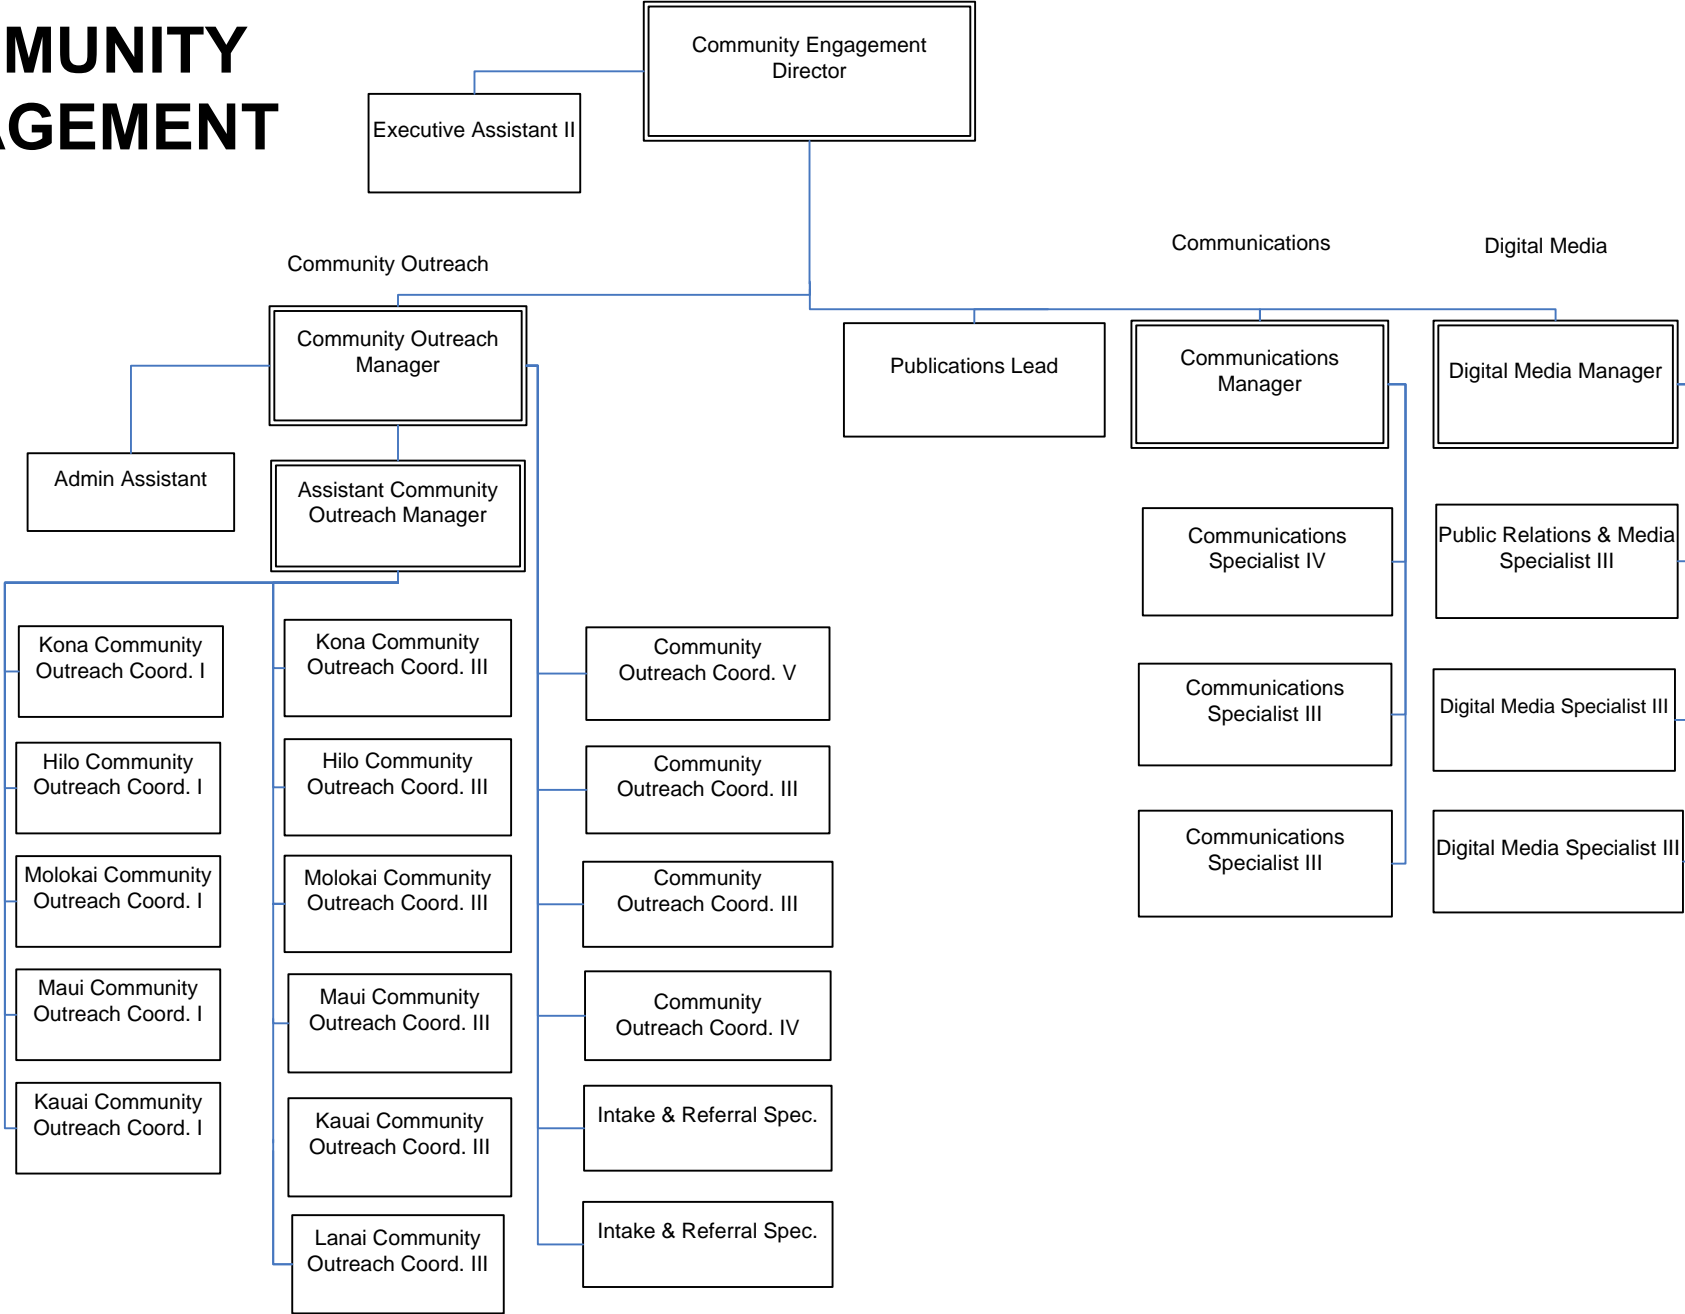 MUNITY
AGEMENT
Community Engagement
Director
Executive Assistant II
Community Outreach
Communications
Digital Media
Community Outreach
Manager
Publications Lead
Communications
Manager
Digital Media Manager
Admin Assistant
Assistant Community
Outreach Manager
Communications
Specialist IV
Public Relations & Media
Specialist III
Kona Community
Outreach Coord. I
Kona Community
Outreach Coord. III
Community
Outreach Coord. V
Communications
Specialist III
Digital Media Specialist III
Hilo Community
Outreach Coord. I
Hilo Community
Outreach Coord. III
Community
Outreach Coord. III
Communications
Specialist III
Digital Media Specialist III
Molokai Community
Outreach Coord. I
Molokai Community
Outreach Coord. III
Community
Outreach Coord. III
Maui Community
Outreach Coord. I
Maui Community
Outreach Coord. III
Community
Outreach Coord. IV
Kauai Community
Outreach Coord. I
Kauai Community
Outreach Coord. III
Intake & Referral Spec.
Lanai Community
Outreach Coord. III
Intake & Referral Spec.